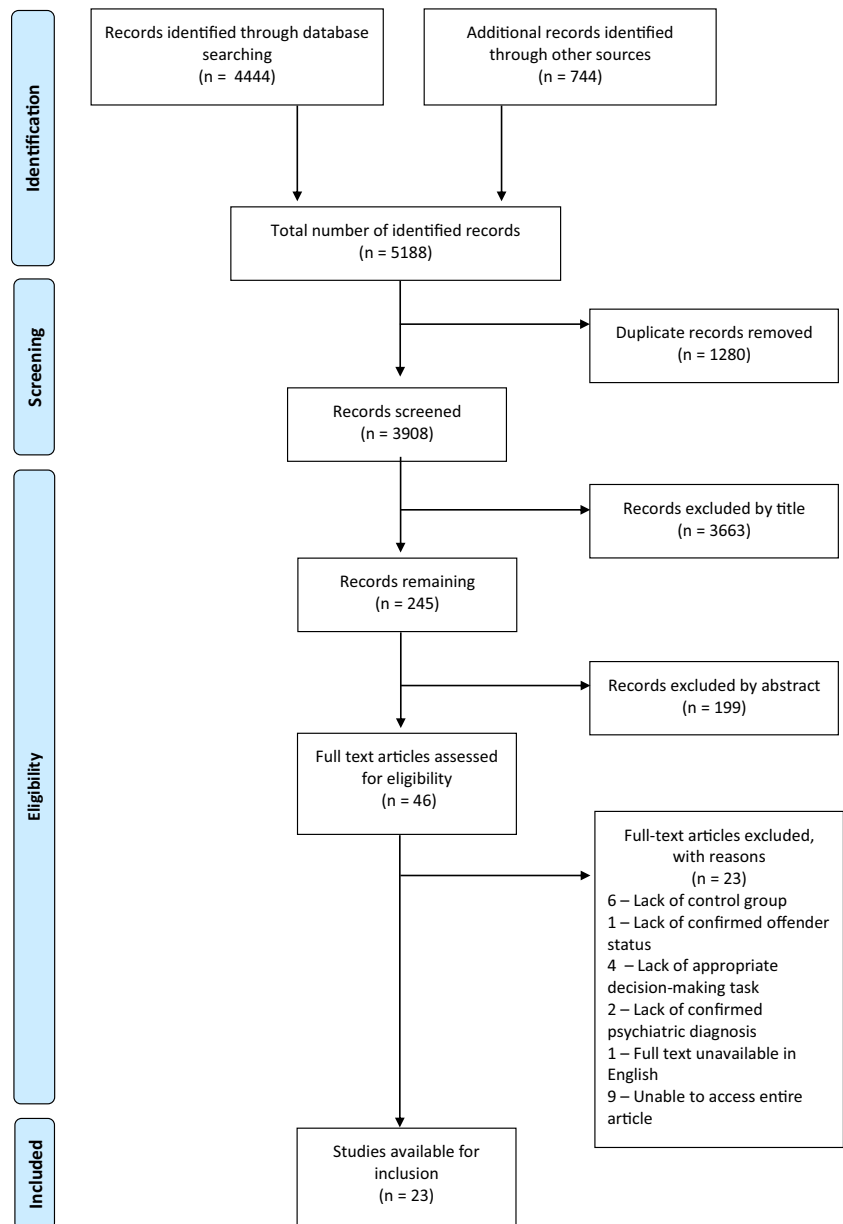 Records identified through database
searching
(n = 4444)
Additional records identified
through other sources
(n = 744)
Identification
Total number of identified records
(n = 5188)
Screening
Duplicate records removed
(n = 1280)
Records screened
(n = 3908)
Eligibility
Records excluded by title
(n = 3663)
Records remaining
(n = 245)
Records excluded by abstract
(n = 199)
Full text articles assessed
for eligibility
(n = 46)
Full-text articles excluded,
with reasons
(n = 23)
6 – Lack of control group
1 – Lack of confirmed offender
status
4 – Lack of appropriate
decision-making task
2 – Lack of confirmed
psychiatric diagnosis
1 – Full text unavailable in
English
9 – Unable to access entire
article
Included
Studies available for
inclusion
(n = 23)